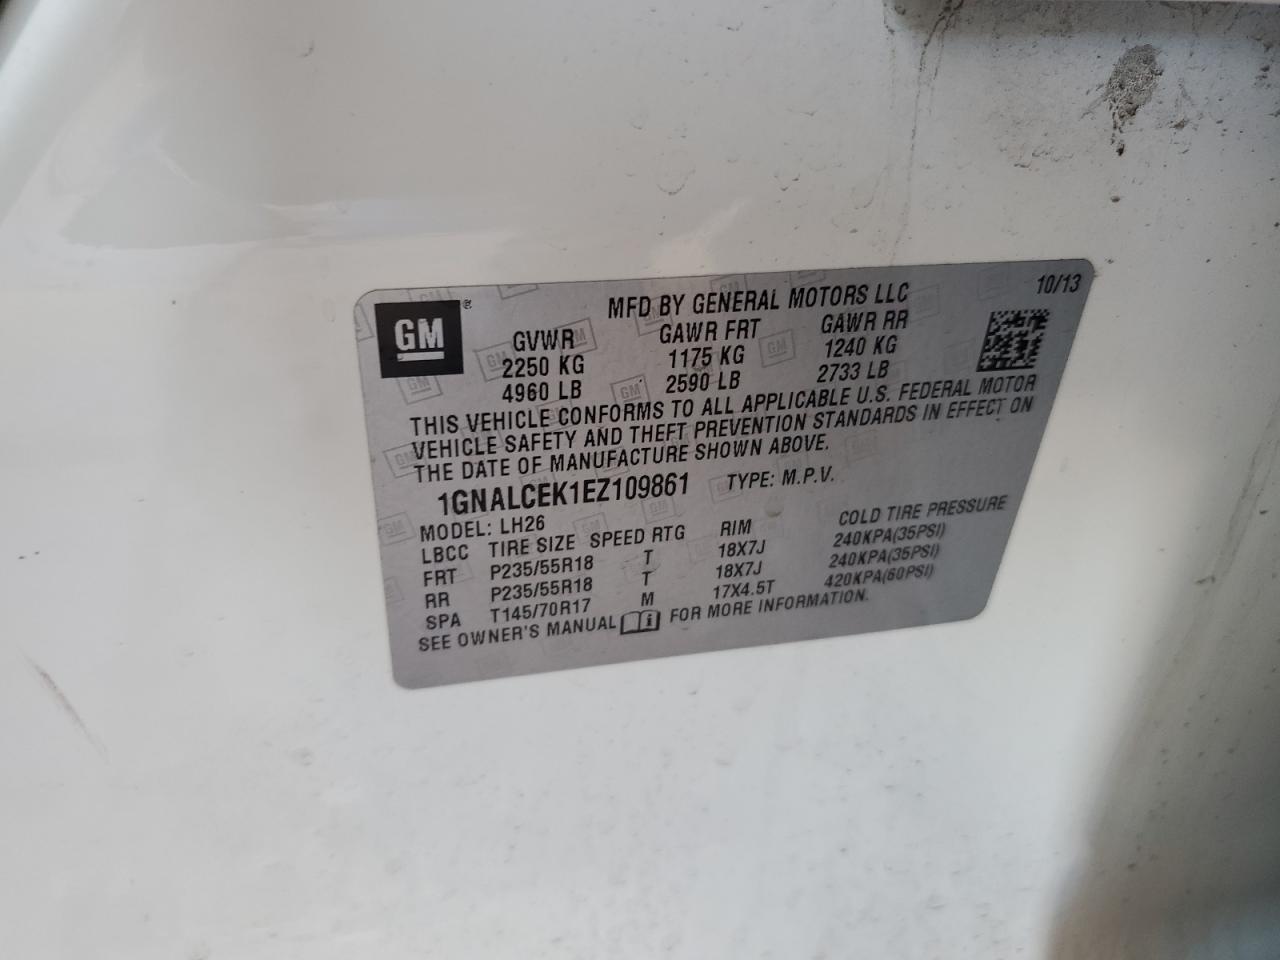 MFD BY GENERAL MOTORS LLC 10/13
GM ®
GVWR GAWR FRT GAWR RR
2250 KG 1175 KG 1240 KG
4960 LB 2590 LB 2733 LB
THIS VEHICLE CONFORMS TO ALL APPLICABLE U.S. FEDERAL MOTOR
VEHICLE SAFETY AND THEFT PREVENTION STANDARDS IN EFFECT ON
THE DATE OF MANUFACTURE SHOWN ABOVE.
1GNALCEK1EZ109861 TYPE: M.P.V.
MODEL: LH26
LBCC TIRE SIZE SPEED RTG RIM COLD TIRE PRESSURE
FRT P235/55R18 T 18X7J 240KPA(35PSI)
RR P235/55R18 T 18X7J 240KPA(35PSI)
SPA T145/70R17 M 17X4.5T 420KPA(60PSI)
SEE OWNER'S MANUAL i FOR MORE INFORMATION.